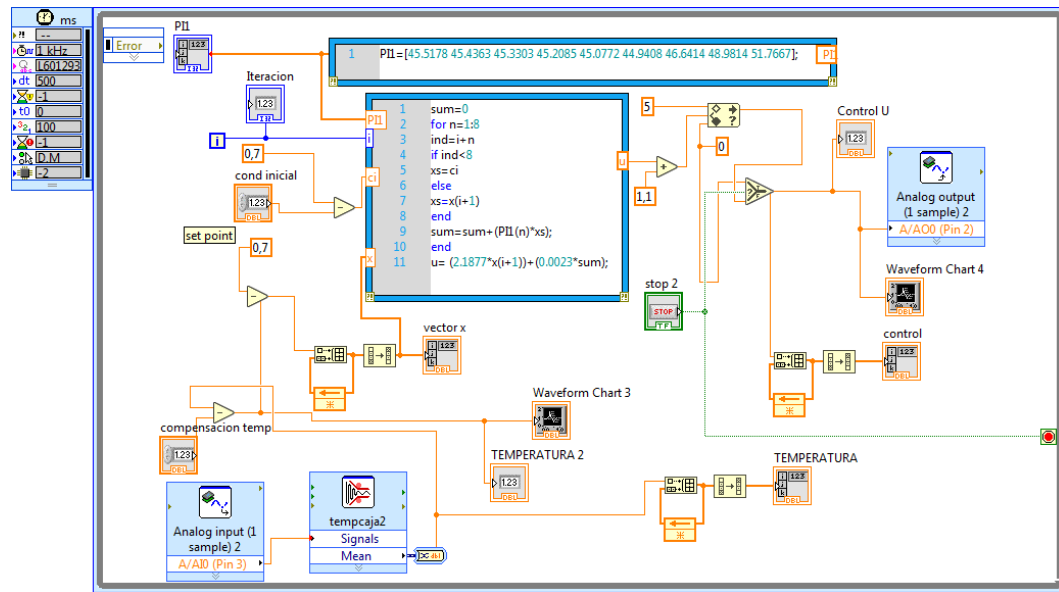 ms
--
1 kHz
L601293
dt 500
-1
t0 0
100
-1
D.M
-2
Error
PI1
1 PI1=[45.5178 45.4363 45.3303 45.2085 45.0772 44.9408 46.6414 48.9814 51.7667]; PI1
Iteracion
1.23
i
0,7
cond inicial
1.23
DBL
set point
0,7
PI1
i
ci
x
u
1 sum=0
2 for n=1:8
3 ind=i+n
4 if ind<8
5 xs=ci
6 else
7 xs=x(i+1)
8 end
9 sum=sum+(PI1(n)*xs);
10 end
11 u= (2.1877*x(i+1))+(0.0023*sum);
5
0
1,1
Control U
1.23
DBL
Analog output
(1 sample) 2
A/AO0 (Pin 2)
stop 2
STOP
TF
Waveform Chart 4
DBL
vector x
123
DBL
control
123
DBL
Waveform Chart 3
DBL
compensacion temp
1.23
DBL
TEMPERATURA 2
1.23
DBL
TEMPERATURA
123
DBL
Analog input (1
sample) 2
A/AI0 (Pin 3)
tempcaja2
Signals
Mean